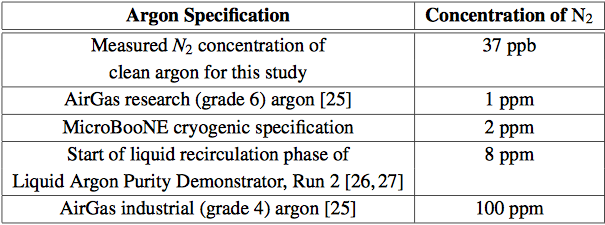 Argon Specification Concentration of N2
Measured N2 concentration of 37 ppb
clean argon for this study
AirGas research (grade 6) argon [25] 1 ppm
MicroBooNE cryogenic specification 2 ppm
Start of liquid recirculation phase of 8 ppm
Liquid Argon Purity Demonstrator, Run 2 [26, 27]
AirGas industrial (grade 4) argon [25] 100 ppm